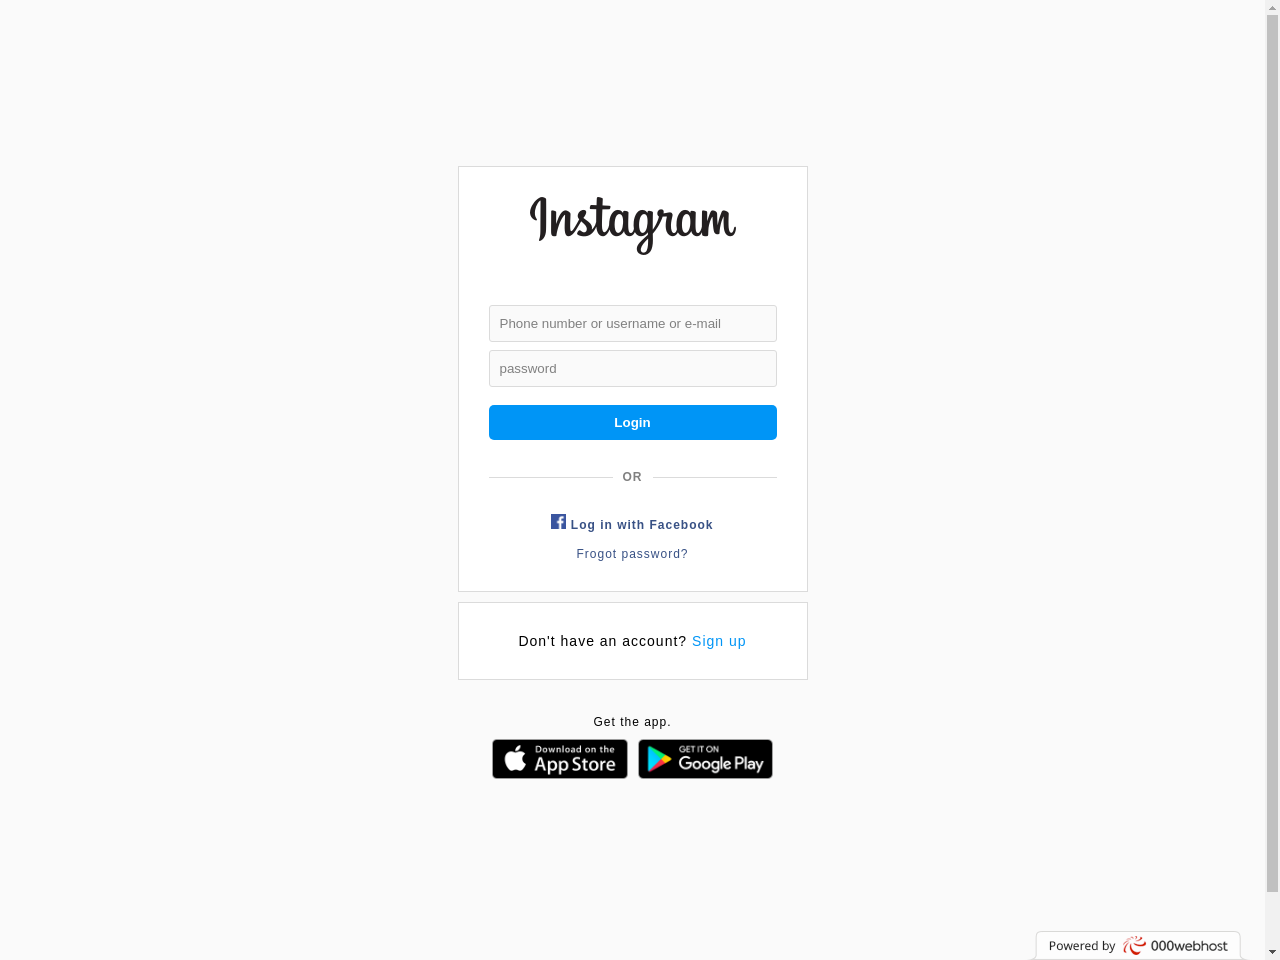 Instagram
Phone number or username or e-mail
password
Login
OR
Log in with Facebook
Frogot password?
Don't have an account? Sign up
Get the app.
Download on the
App Store
GET IT ON
Google Play
Powered by 000webhost